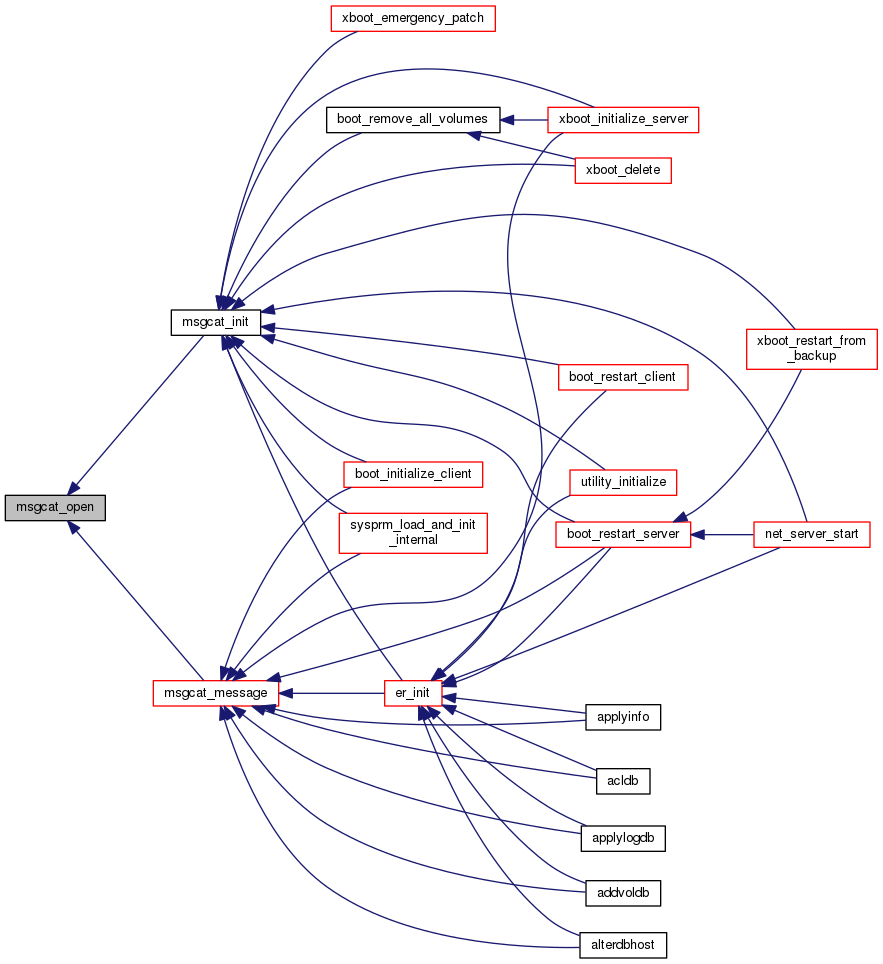 xboot_emergency_patch
boot_remove_all_volumes
xboot_initialize_server
xboot_delete
msgcat_init
xboot_restart_from
_backup
boot_restart_client
boot_initialize_client
utility_initialize
msgcat_open
sysprm_load_and_init
_internal
boot_restart_server
net_server_start
msgcat_message
er_init
applyinfo
acldb
applylogdb
addvoldb
alterdbhost